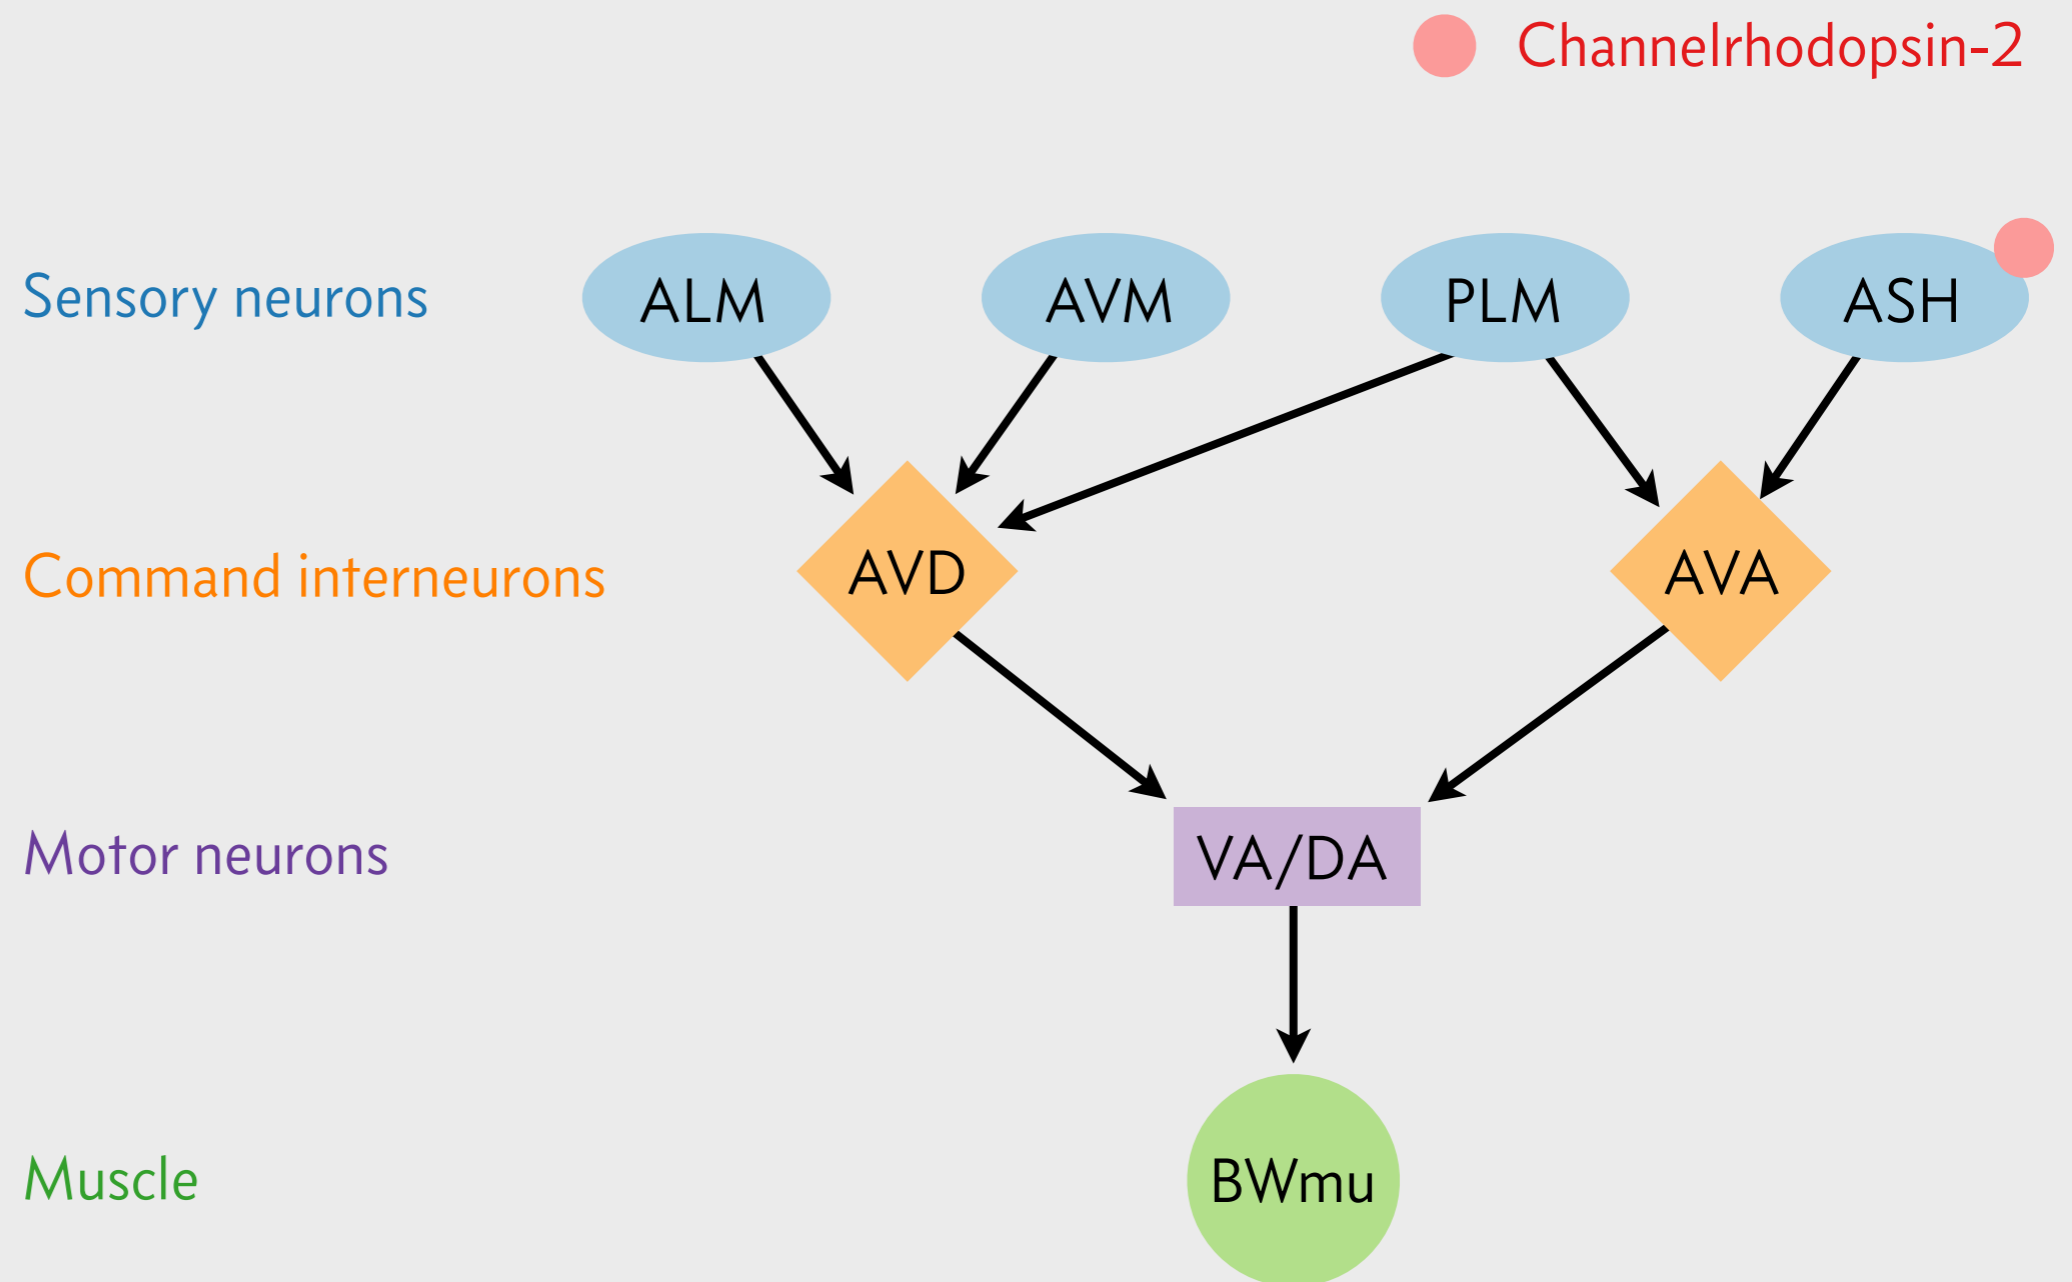 Channelrhodopsin-2
Sensory neurons
ALM
AVM
PLM
ASH
Command interneurons
AVD
AVA
Motor neurons
VA/DA
Muscle
BWmu